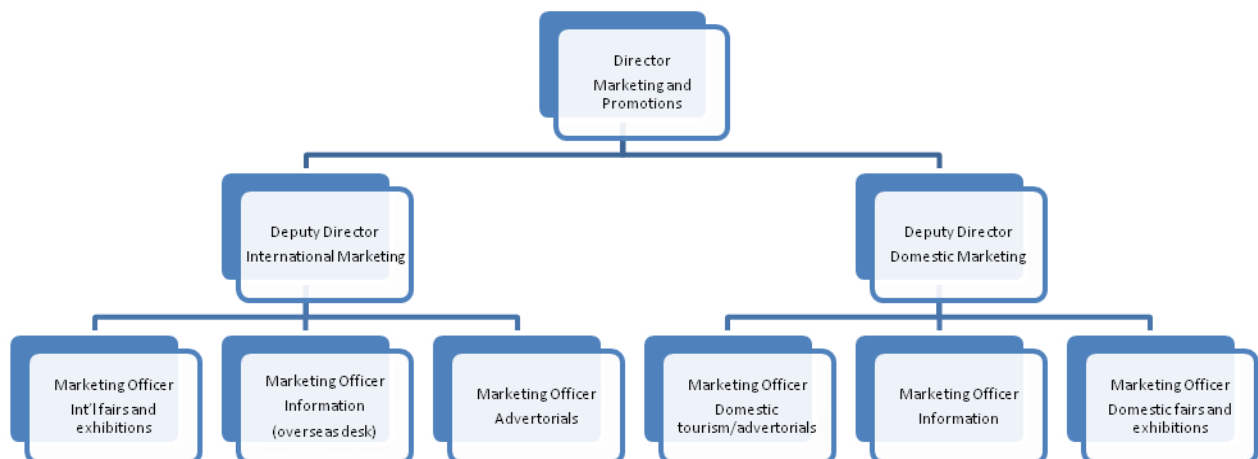 Director
Marketing and
Promotions
Deputy Director
International Marketing
Deputy Director
Domestic Marketing
Marketing Officer
Int'l fairs and
exhibitions
Marketing Officer
Information
(overseas desk)
Marketing Officer
Advertorials
Marketing Officer
Domestic
tourism/advertorials
Marketing Officer
Information
Marketing Officer
Domestic fairs and
exhibitions